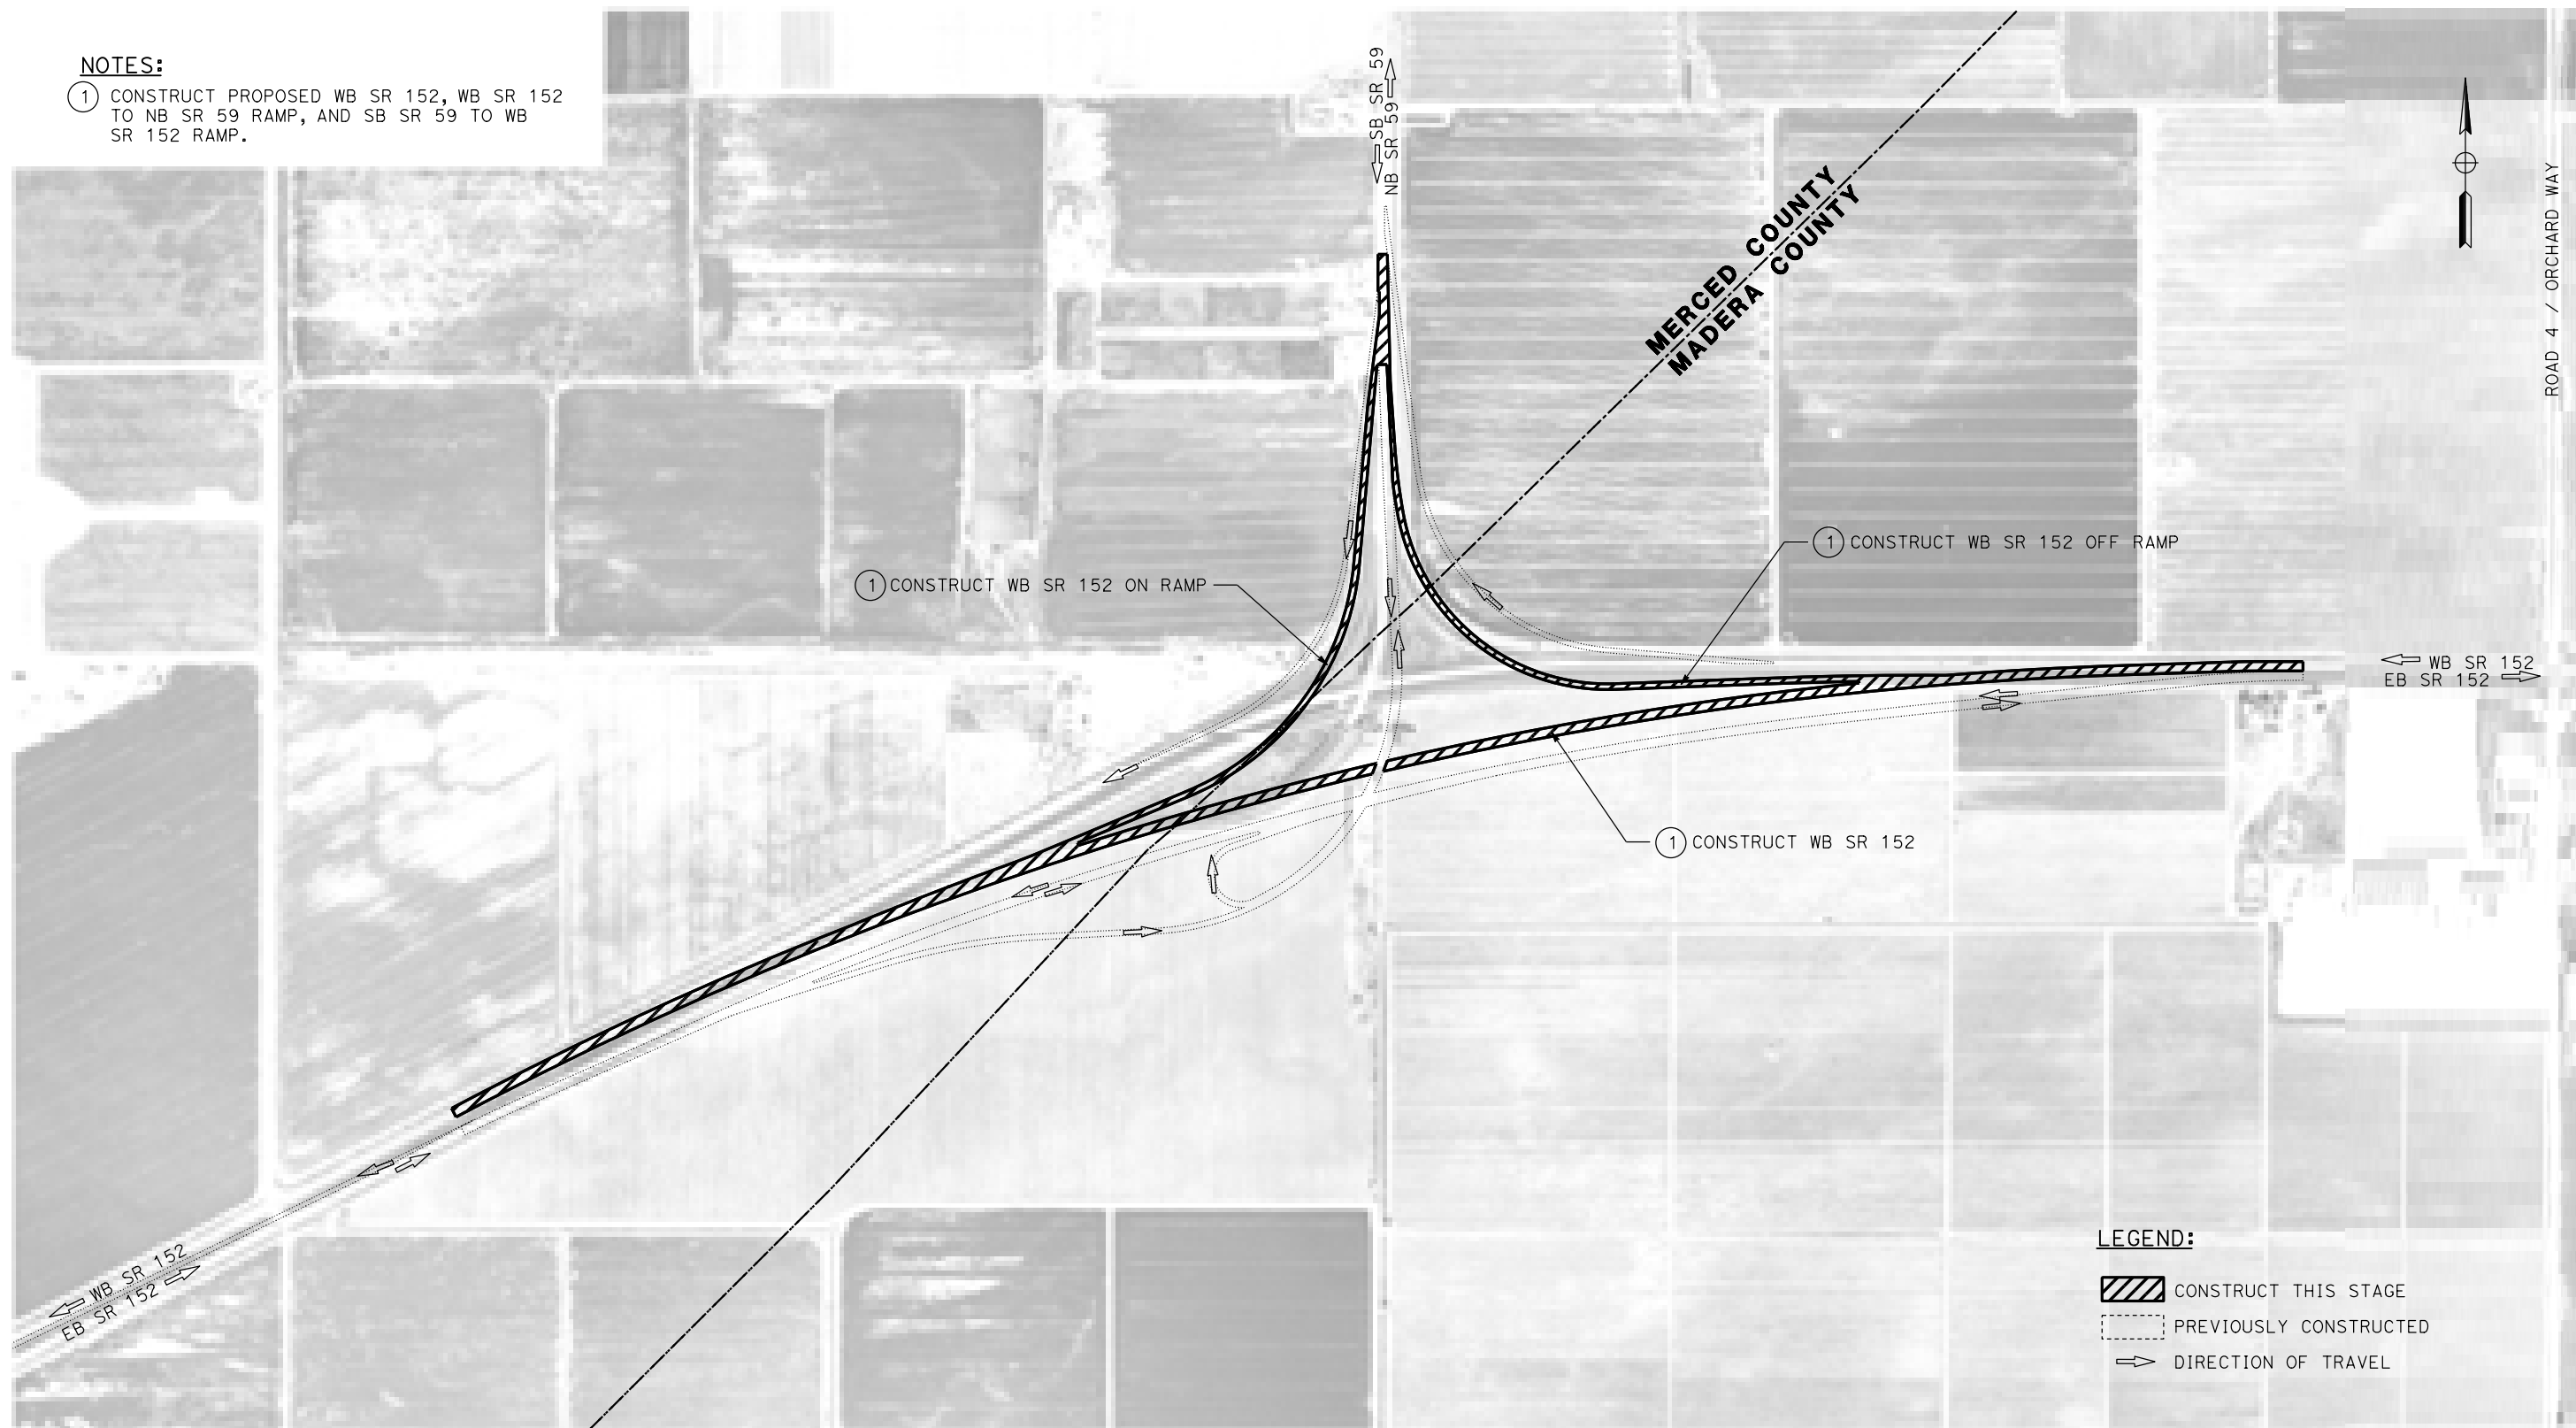 NOTES:
1 CONSTRUCT PROPOSED WB SR 152, WB SR 152
TO NB SR 59 RAMP, AND SB SR 59 TO WB
SR 152 RAMP.
SB SR 59
NB SR 59
MERCED COUNTY
MADERA COUNTY
ROAD 4 / ORCHARD WAY
1 CONSTRUCT WB SR 152 OFF RAMP
1 CONSTRUCT WB SR 152 ON RAMP
WB SR 152
EB SR 152
1 CONSTRUCT WB SR 152
WB SR 152
EB SR 152
LEGEND:
CONSTRUCT THIS STAGE
PREVIOUSLY CONSTRUCTED
DIRECTION OF TRAVEL